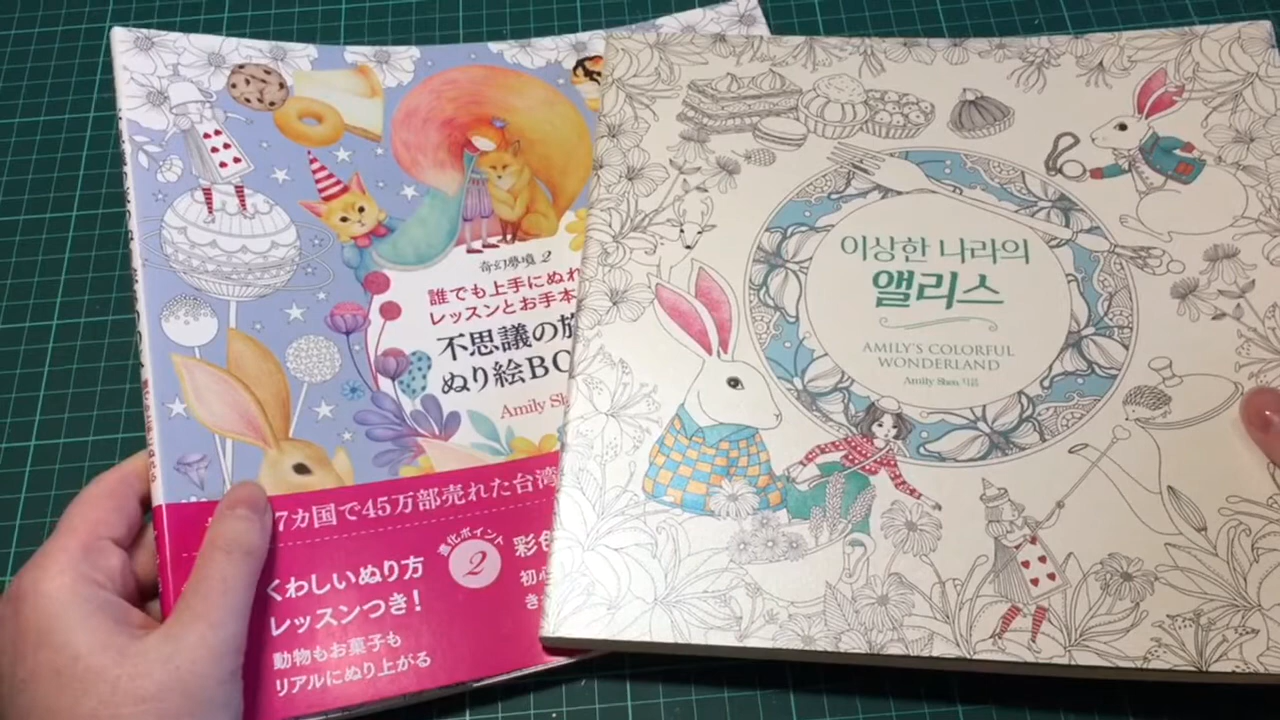 奇幻夢境 2
誰でも上手にぬれ
レッスンとお手本
不思議の旅
ぬり絵BO
Amily Sh
7カ国で45万部売れた台湾
くわしいぬり方
レッスンつき!
動物もお菓子も
リアルにぬり上がる
進化ポイント
2
彩色
初心
이상한 나라의
앨리스
AMILY'S COLORFUL
WONDERLAND
Amily Shen 지음